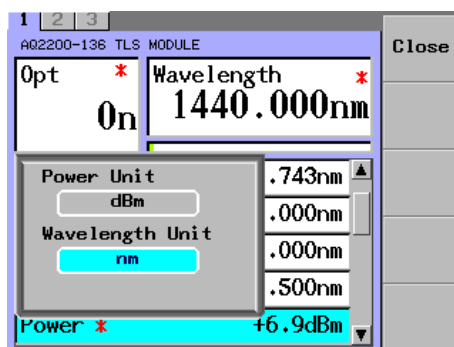 1 2 3
AQ2200-136 TLS MODULE
Close
Opt *
On
Wavelength *
1440.000nm
Power Unit
dBm
Wavelength Unit
nm
.743nm
.000nm
.000nm
.500nm
Power * +6.9dBm